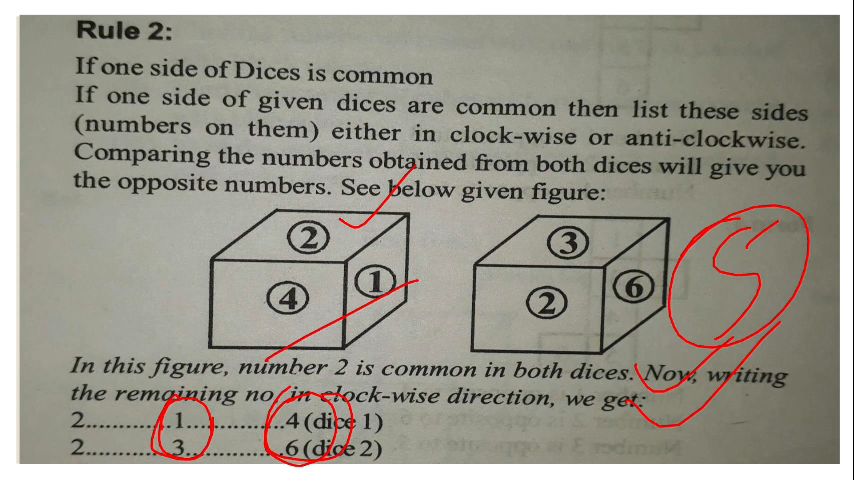 Rule 2:
If one side of Dices is common
If one side of given dices are common then list these sides
(numbers on them) either in clock-wise or anti-clockwise.
Comparing the numbers obtained from both dices will give you
the opposite numbers. See below given figure:
2
3
4
1
2
6
5
In this figure, number 2 is common in both dices. Now, writing
the remaining no in clock-wise direction, we get:
2.............1................4 (dice 1)
2.............3................6 (dice 2)